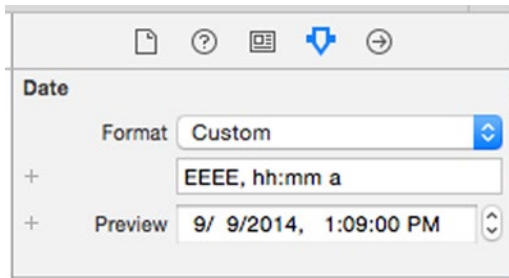 Date
Format Custom
EEEE, hh:mm a
Preview 9/ 9/2014, 1:09:00 PM